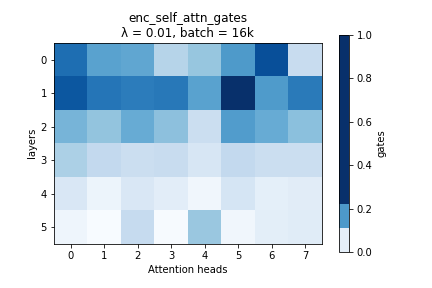 enc_self_attn_gates
λ = 0.01, batch = 16k
layers
0
1
2
3
4
5
0 1 2 3 4 5 6 7
Attention heads
1.0
0.8
0.6
0.4
0.2
0.0
gates